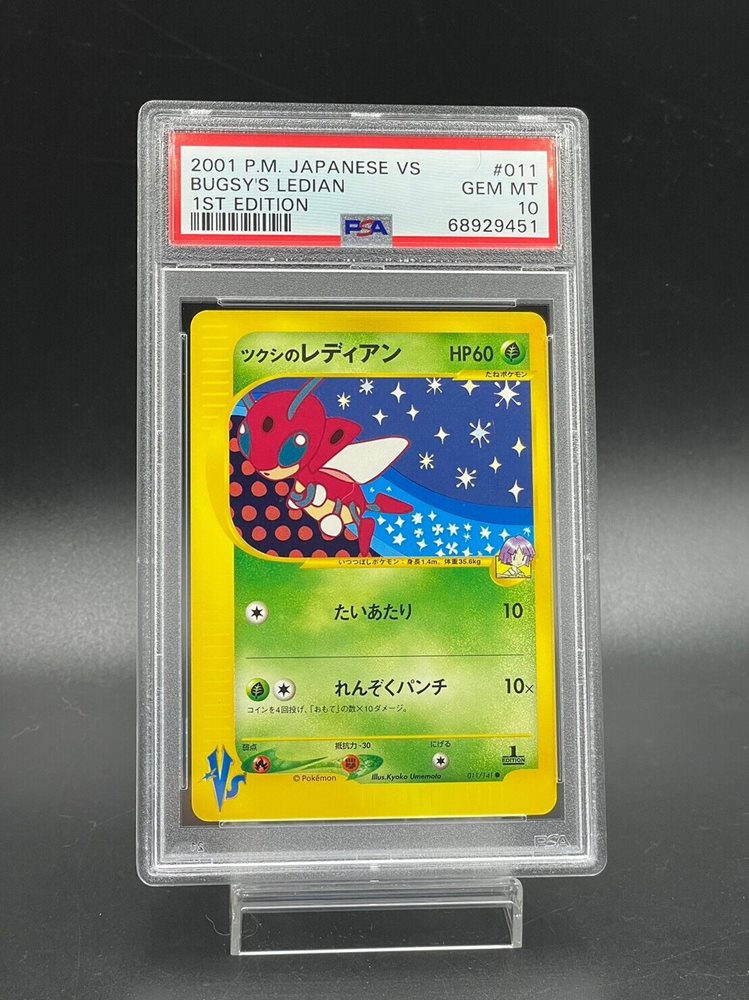 2001 P.M. JAPANESE VS #011
BUGSY'S LEDIAN GEM MT
1ST EDITION 10
PSA 68929451
ツクシのレディアン HP60
たねポケモン
いつつぼしポケモン：身長1.4m、体重35.6kg
たいあたり 10
れんぞくパンチ 10×
コインを4回投げ、「おもて」の数×10ダメージ。
弱点 抵抗力-30 にげる
1
EDITION
©Pokémon Illus.Kyoko Umemoto 011/141
VS
PSA